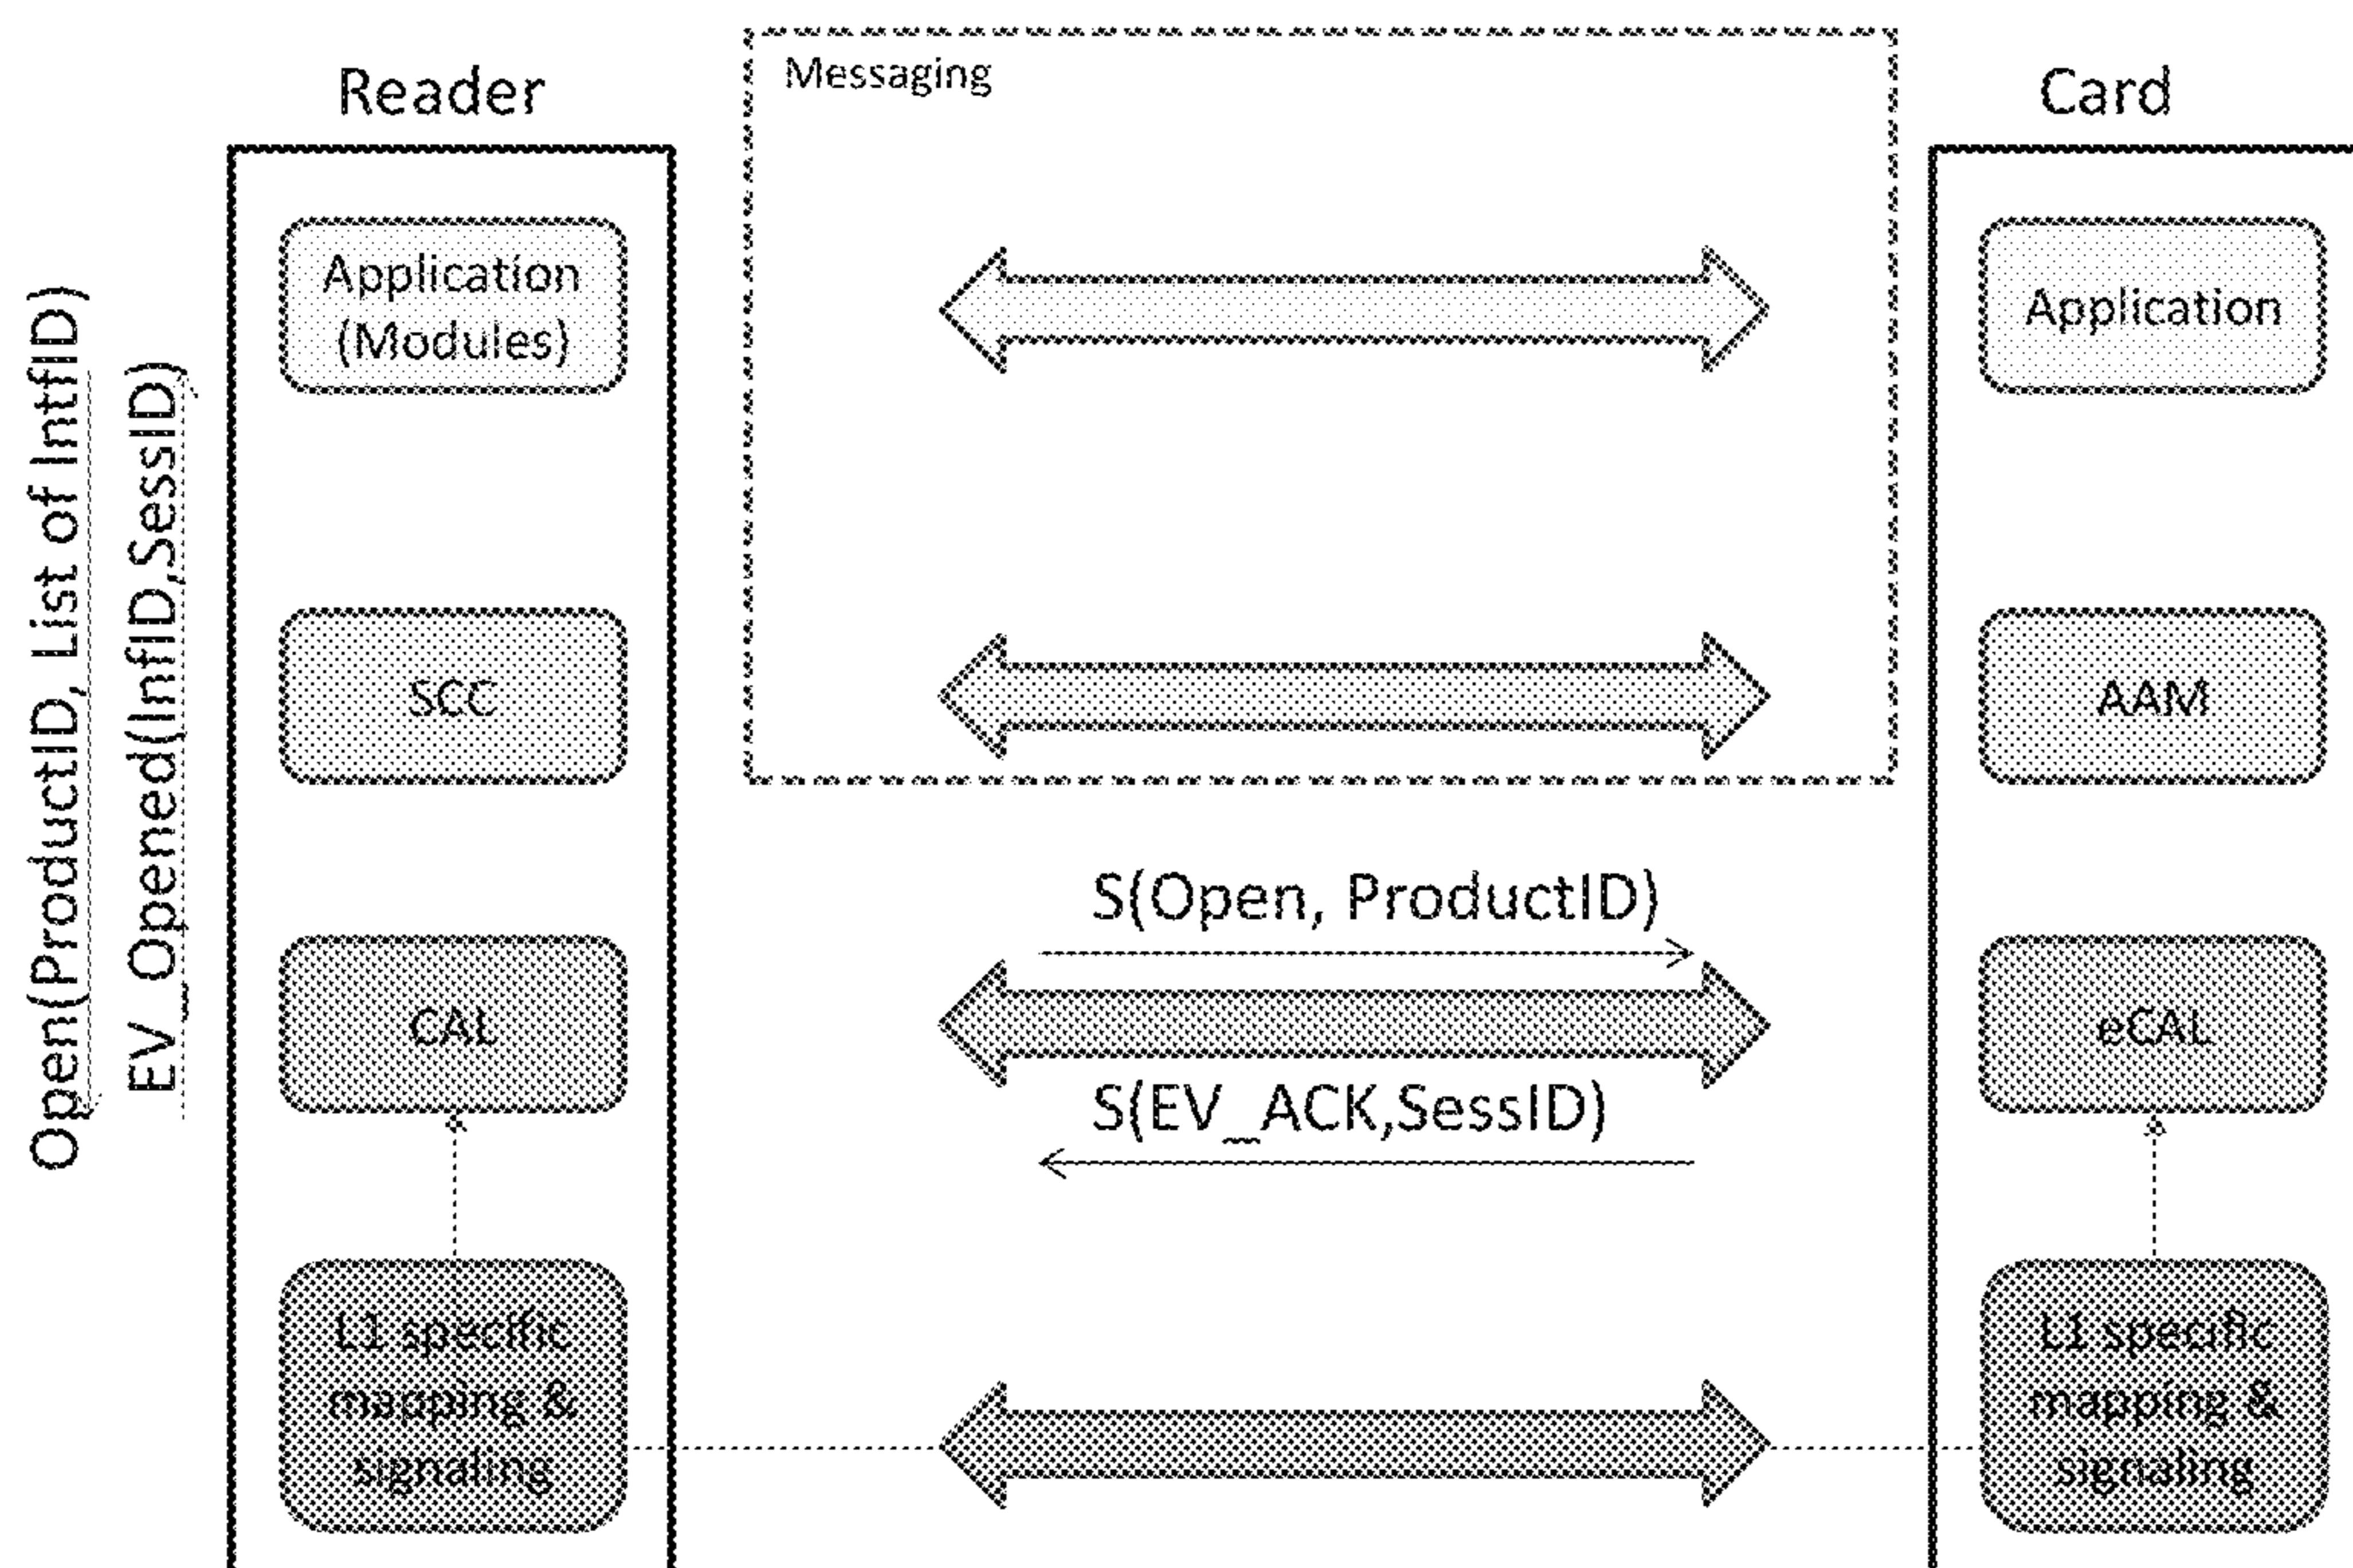 Messaging
Reader
Card
Open(ProductID, List of IntfID)
EV_Opened(InfID,SessID)
Application
(Modules)
Application
SCC
AAM
S(Open, ProductID)
CAL
eCAL
S(EV_ACK,SessID)
L1 specific
mapping &
signaling
L1 specific
mapping &
signaling